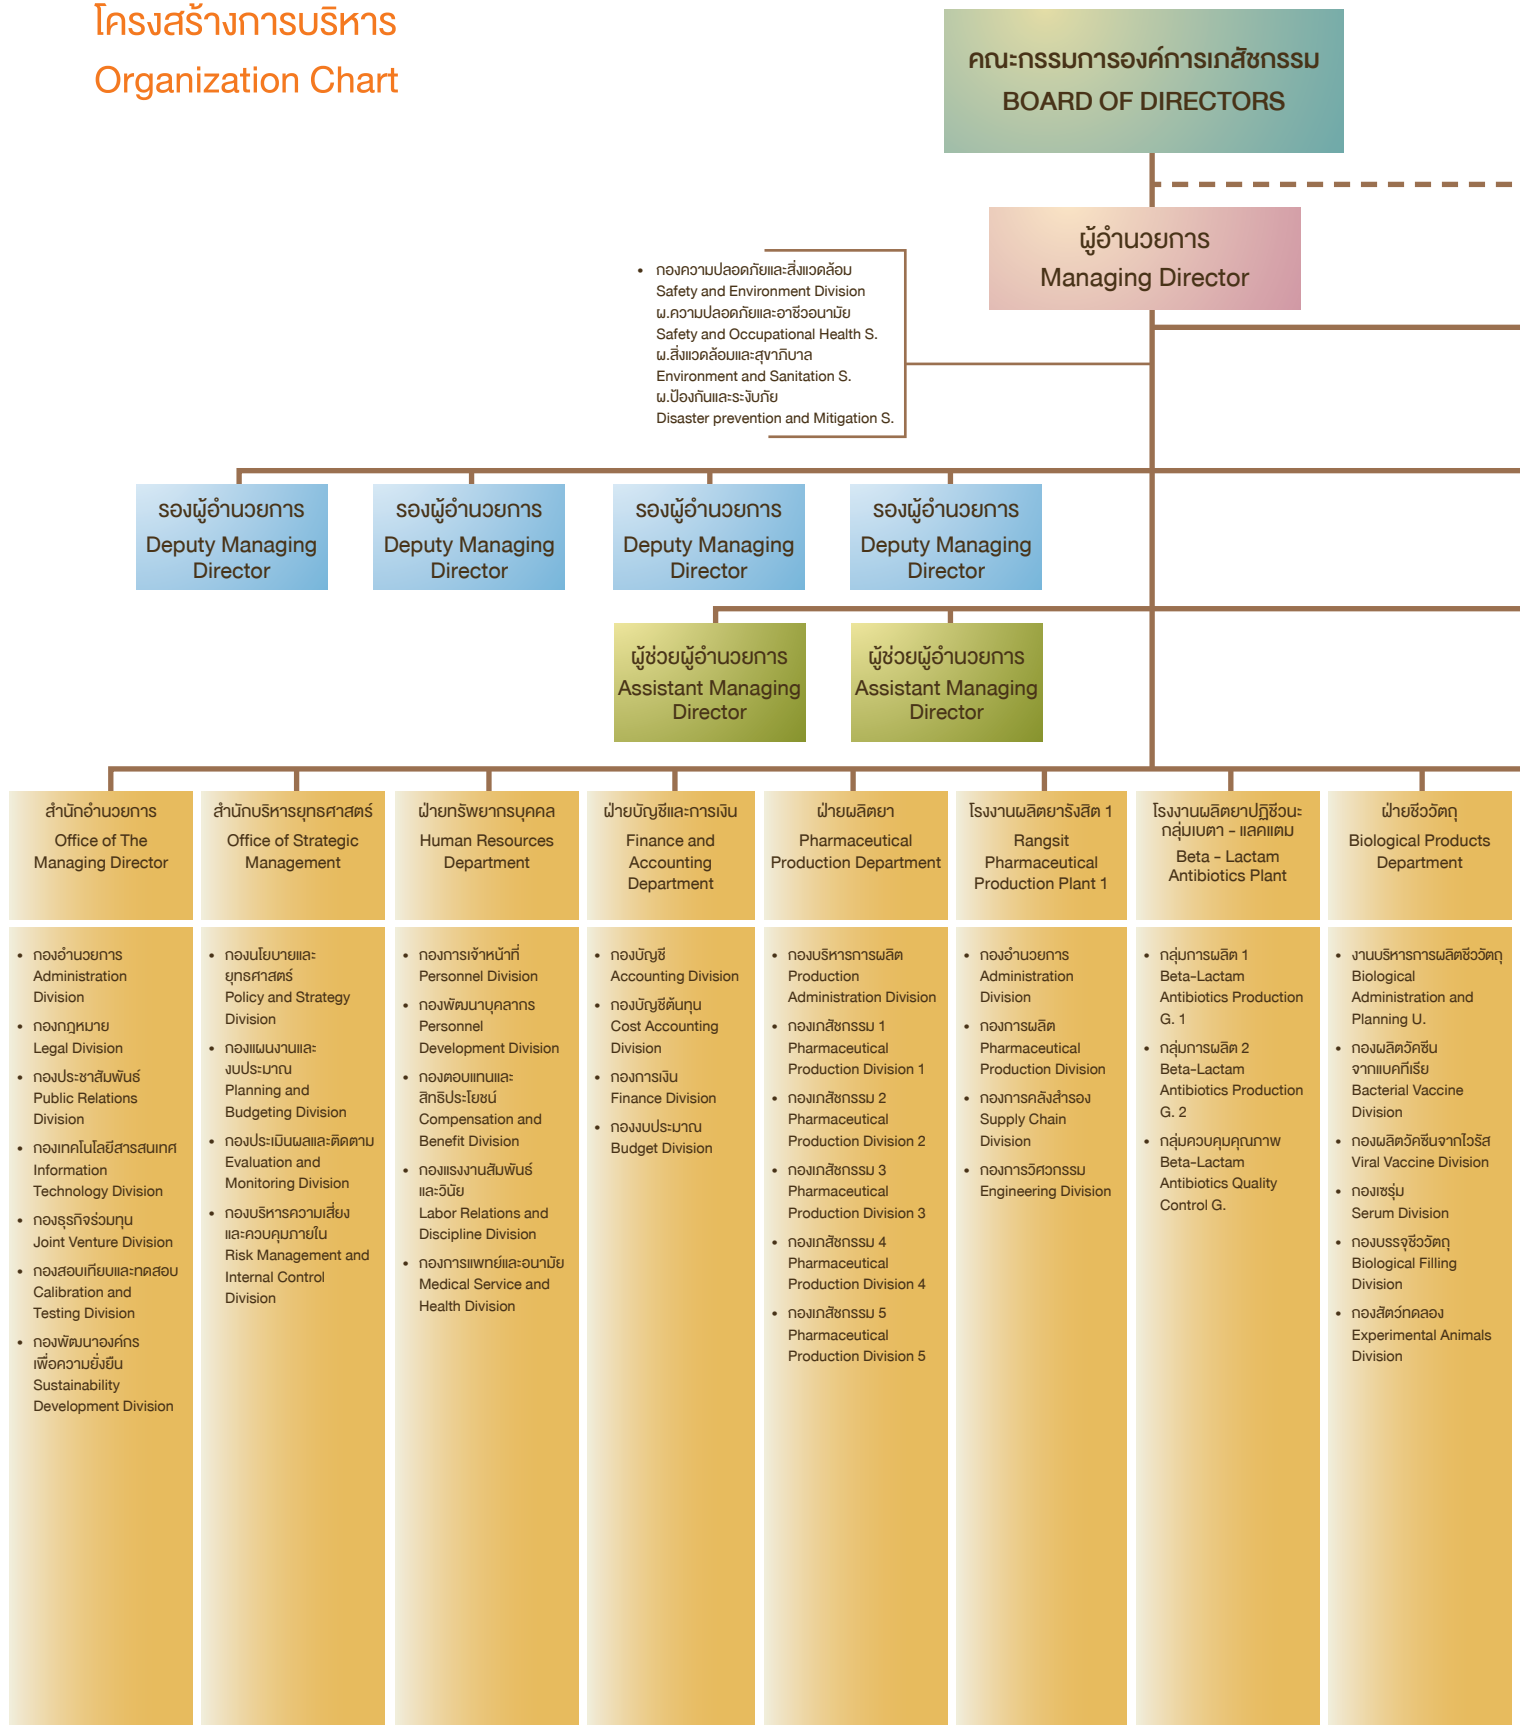 โครงสร้างการบริหาร
Organization Chart
คณะกรรมการองค์การเภสัชกรรม
BOARD OF DIRECTORS
ผู้อำนวยการ
Managing Director
• กองความปลอดภัยและสิ่งแวดล้อม
Safety and Environment Division
ผ.ความปลอดภัยและอาชีวอนามัย
Safety and Occupational Health S.
ผ.สิ่งแวดล้อมและสุขาภิบาล
Environment and Sanitation S.
ผ.ป้องกันและระงับภัย
Disaster prevention and Mitigation S.
รองผู้อำนวยการ
Deputy Managing
Director
รองผู้อำนวยการ
Deputy Managing
Director
รองผู้อำนวยการ
Deputy Managing
Director
รองผู้อำนวยการ
Deputy Managing
Director
ผู้ช่วยผู้อำนวยการ
Assistant Managing
Director
ผู้ช่วยผู้อำนวยการ
Assistant Managing
Director
สำนักอำนวยการ
Office of The
Managing Director
• กองอำนวยการ
Administration
Division
• กองกฎหมาย
Legal Division
• กองประชาสัมพันธ์
Public Relations
Division
• กองเทคโนโลยีสารสนเทศ
Information
Technology Division
• กองธุรกิจร่วมทุน
Joint Venture Division
• กองสอบเทียบและทดสอบ
Calibration and
Testing Division
• กองพัฒนาองค์กร
เพื่อความยั่งยืน
Sustainability
Development Division
สำนักบริหารยุทธศาสตร์
Office of Strategic
Management
• กองนโยบายและ
ยุทธศาสตร์
Policy and Strategy
Division
• กองแผนงานและ
งบประมาณ
Planning and
Budgeting Division
• กองประเมินผลและติดตาม
Evaluation and
Monitoring Division
• กองบริหารความเสี่ยง
และควบคุมภายใน
Risk Management and
Internal Control
Division
ฝ่ายทรัพยากรบุคคล
Human Resources
Department
• กองการเจ้าหน้าที่
Personnel Division
• กองพัฒนาบุคลากร
Personnel
Development Division
• กองตอบแทนและ
สิทธิประโยชน์
Compensation and
Benefit Division
• กองแรงงานสัมพันธ์
และวินัย
Labor Relations and
Discipline Division
• กองการแพทย์และอนามัย
Medical Service and
Health Division
ฝ่ายบัญชีและการเงิน
Finance and
Accounting
Department
• กองบัญชี
Accounting Division
• กองบัญชีต้นทุน
Cost Accounting
Division
• กองการเงิน
Finance Division
• กองงบประมาณ
Budget Division
ฝ่ายผลิตยา
Pharmaceutical
Production Department
• กองบริหารการผลิต
Production
Administration Division
• กองเภสัชกรรม 1
Pharmaceutical
Production Division 1
• กองเภสัชกรรม 2
Pharmaceutical
Production Division 2
• กองเภสัชกรรม 3
Pharmaceutical
Production Division 3
• กองเภสัชกรรม 4
Pharmaceutical
Production Division 4
• กองเภสัชกรรม 5
Pharmaceutical
Production Division 5
โรงงานผลิตยารังสิต 1
Rangsit
Pharmaceutical
Production Plant 1
• กองอำนวยการ
Administration
Division
• กองการผลิต
Pharmaceutical
Production Division
• กองการคลังสำรอง
Supply Chain
Division
• กองการวิศวกรรม
Engineering Division
โรงงานผลิตยาปฏิชีวนะ
กลุ่มเบตา - แลคแตม
Beta - Lactam
Antibiotics Plant
• กลุ่มการผลิต 1
Beta-Lactam
Antibiotics Production
G. 1
• กลุ่มการผลิต 2
Beta-Lactam
Antibiotics Production
G. 2
• กลุ่มควบคุมคุณภาพ
Beta-Lactam
Antibiotics Quality
Control G.
ฝ่ายชีววัตถุ
Biological Products
Department
• งานบริหารการผลิตชีววัตถุ
Biological
Administration and
Planning U.
• กองผลิตวัคซีน
จากแบคทีเรีย
Bacterial Vaccine
Division
• กองผลิตวัคซีนจากไวรัส
Viral Vaccine Division
• กองเซรุ่ม
Serum Division
• กองบรรจุชีววัตถุ
Biological Filling
Division
• กองสัตว์ทดลอง
Experimental Animals
Division